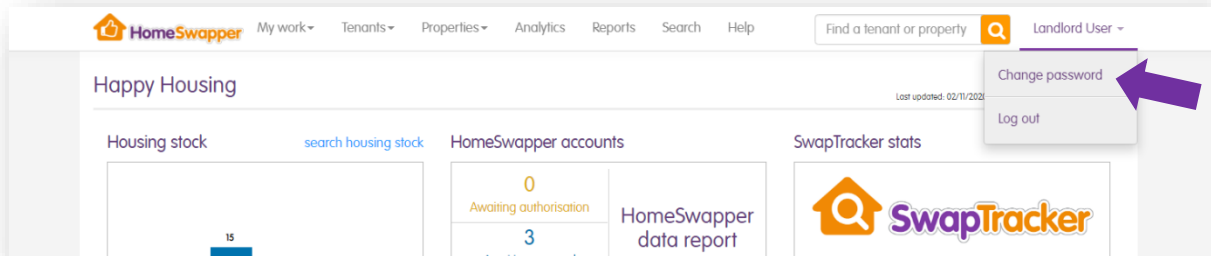 HomeSwapper My work Tenants Properties Analytics Reports Search Help Find a tenant or property Landlord User
Change password
Log out
Happy Housing
Last updated: 02/11/2020
Housing stock search housing stock HomeSwapper accounts SwapTracker stats
0
Awaiting authorisation
3
HomeSwapper
data report
15
SwapTracker